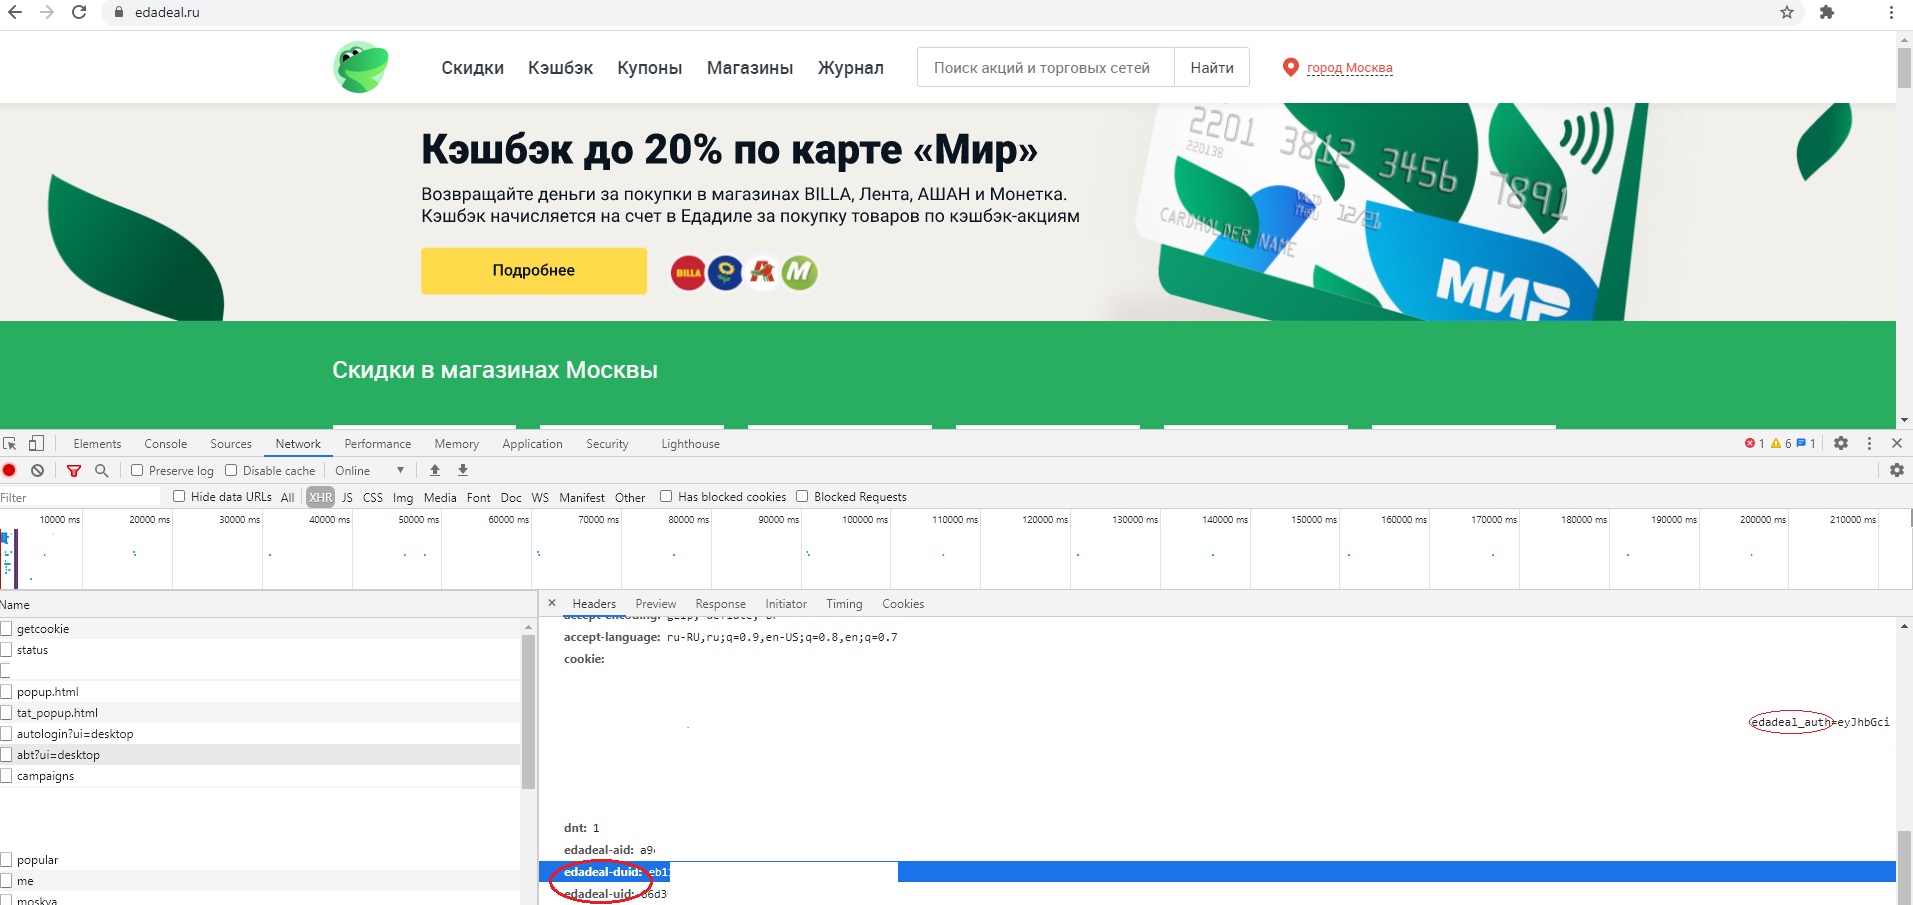 edadeal.ru
Скидки Кэшбэк Купоны Магазины Журнал Поиск акций и торговых сетей Найти город Москва
Кэшбэк до 20% по карте «Мир»
Возвращайте деньги за покупки в магазинах BILLA, Лента, АШАН и Монетка.
Кэшбэк начисляется на счет в Едадиле за покупку товаров по кэшбэк-акциям
Подробнее BILLA М
2201 3812 3456 7891
220138
VALID THRU 12/21
CARDHOLDER NAME
МИР
Скидки в магазинах Москвы
Elements Console Sources Network Performance Memory Application Security Lighthouse 1 6 1
Preserve log Disable cache Online
Filter Hide data URLs All XHR JS CSS Img Media Font Doc WS Manifest Other Has blocked cookies Blocked Requests
10000 ms 20000 ms 30000 ms 40000 ms 50000 ms 60000 ms 70000 ms 80000 ms 90000 ms 100000 ms 110000 ms 120000 ms 130000 ms 140000 ms 150000 ms 160000 ms 170000 ms 180000 ms 190000 ms 200000 ms 210000 ms
Name
getcookie
status
popup.html
tat_popup.html
autologin?ui=desktop
abt?ui=desktop
campaigns
popular
me
moskva
Headers Preview Response Initiator Timing Cookies
accept-encoding: gzip, deflate, br
accept-language: ru-RU,ru;q=0.9,en-US;q=0.8,en;q=0.7
cookie:
edadeal_auth=eyJhbGci
dnt: 1
edadeal-aid: a9
edadeal-duid: eb1
edadeal-uid: 66d3